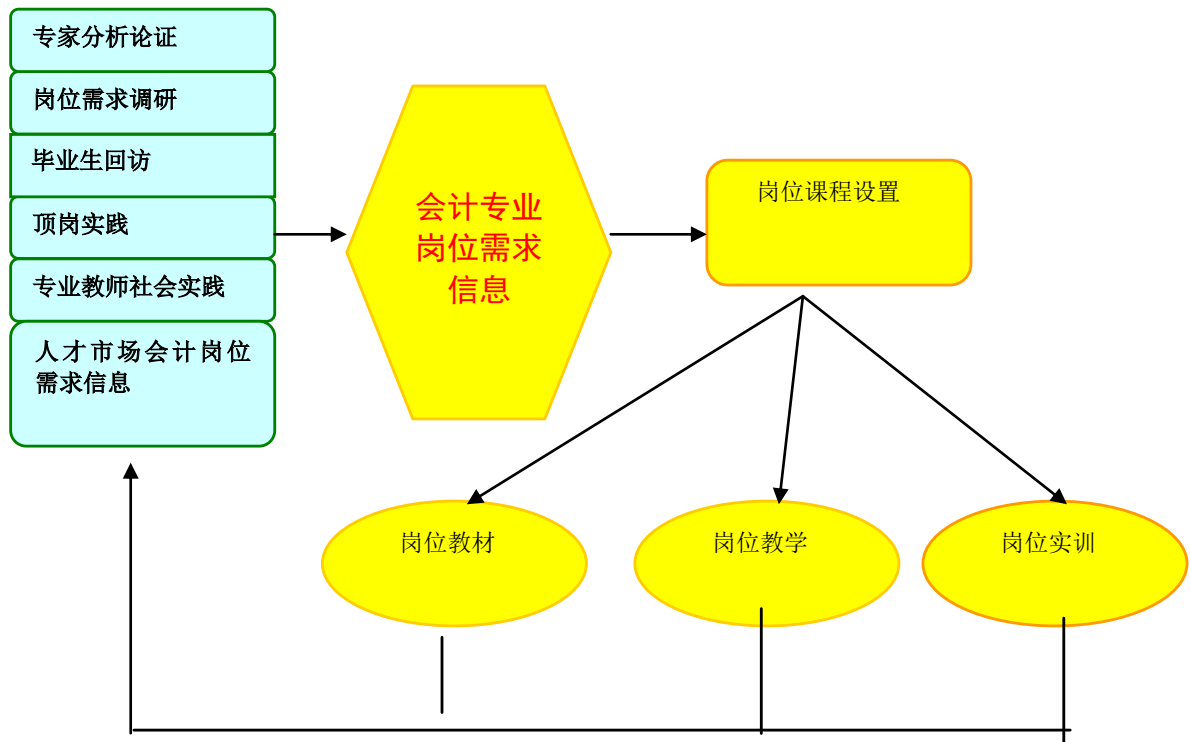 专家分析论证
岗位需求调研
毕业生回访
顶岗实践
专业教师社会实践
人才市场会计岗位
需求信息
会计专业
岗位需求
信息
岗位课程设置
岗位教材
岗位教学
岗位实训